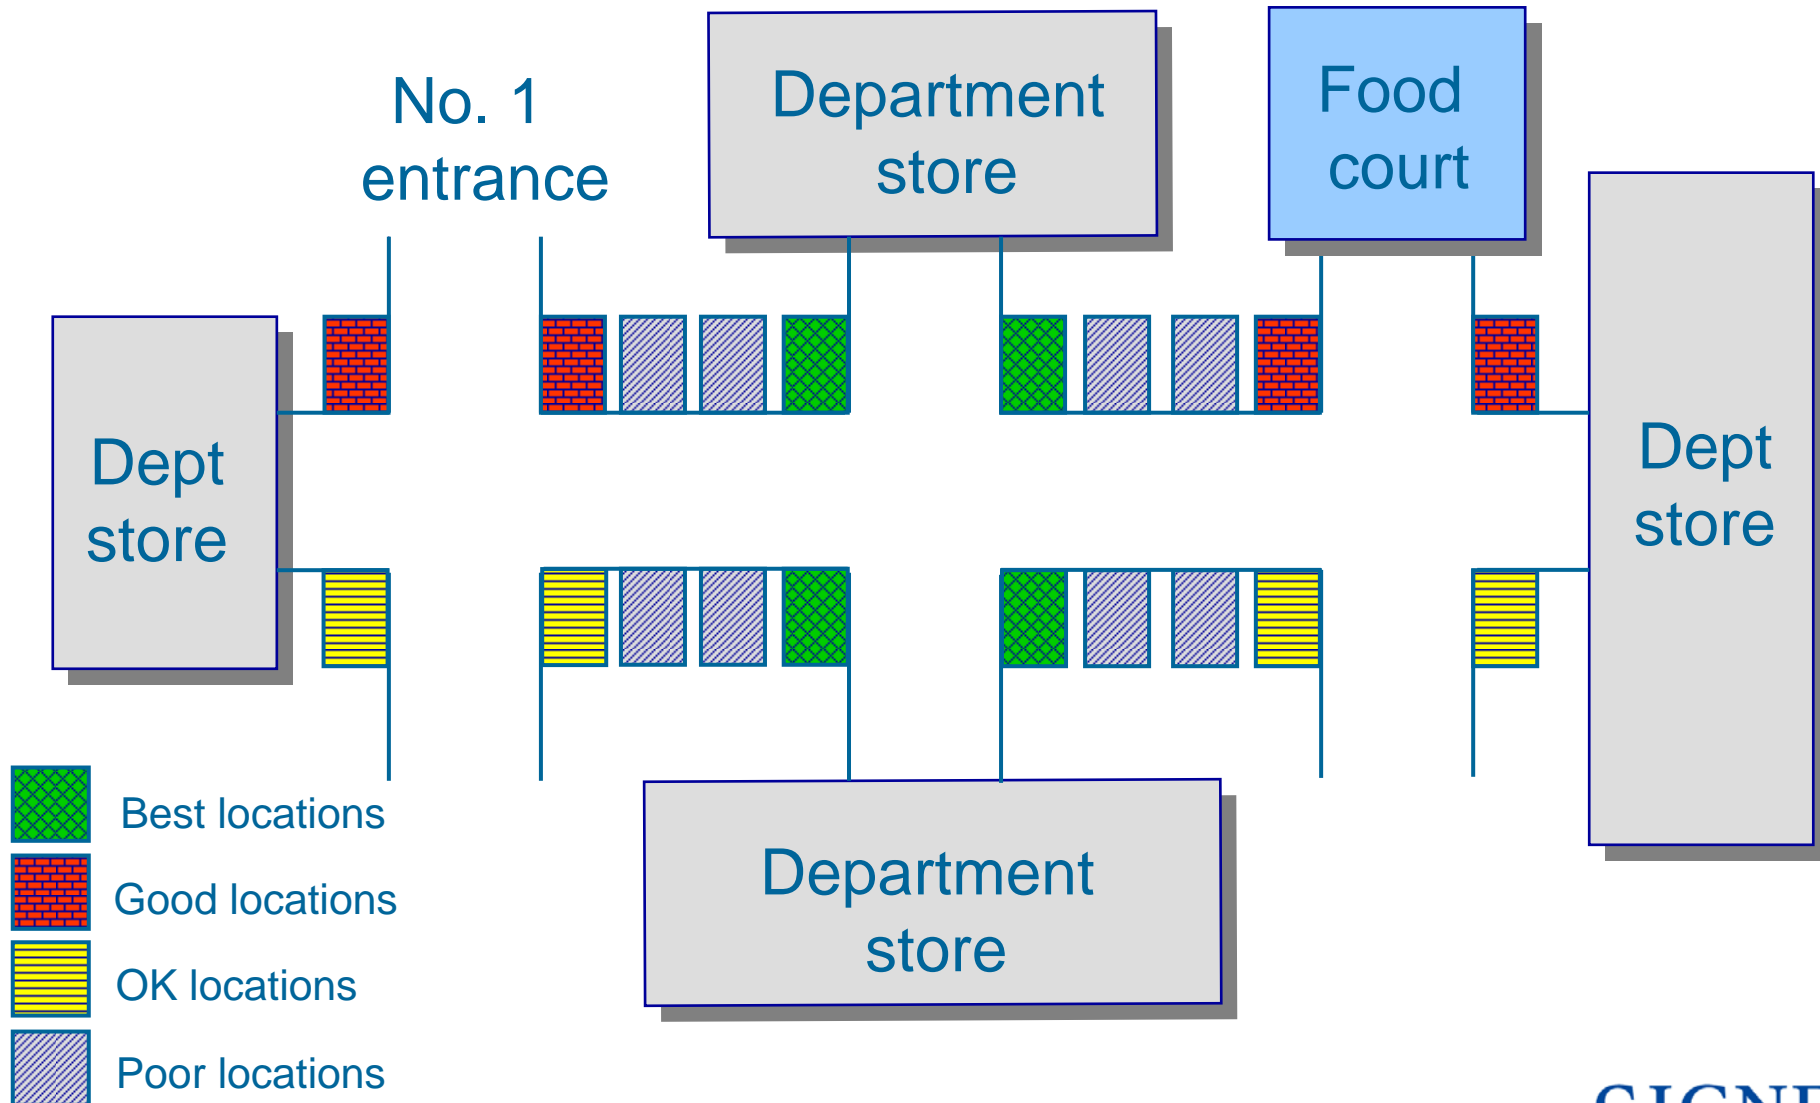 No. 1
entrance
Department
store
Food
court
Dept
store
Dept
store
Department
store
Best locations
Good locations
OK locations
Poor locations